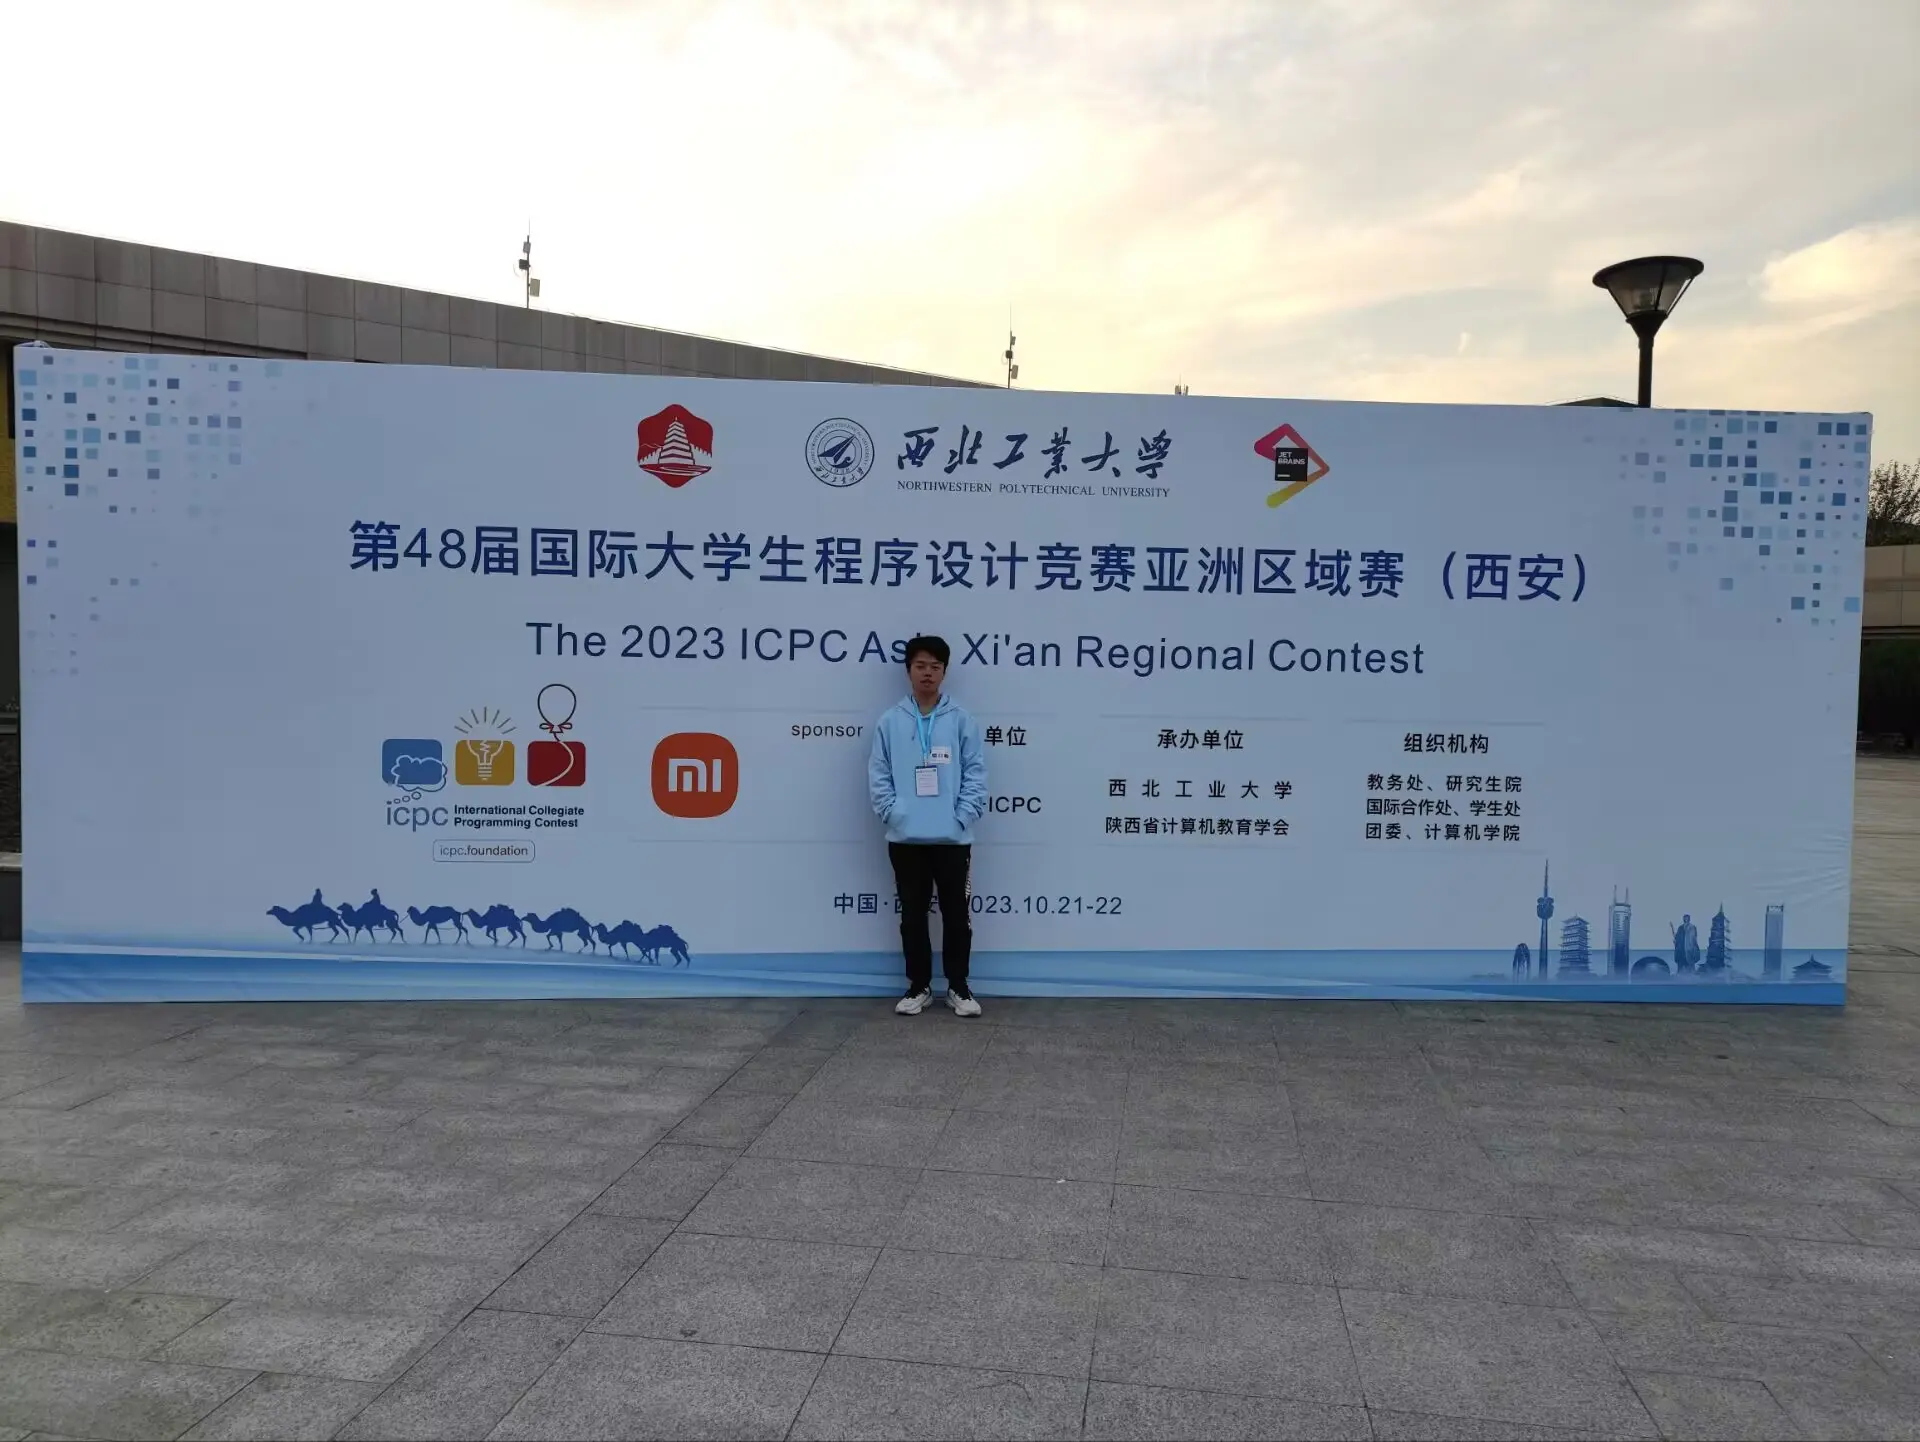 西北工业大学
NORTHWESTERN POLYTECHNICAL UNIVERSITY
JET
BRAINS
第48届国际大学生程序设计竞赛亚洲区域赛（西安）
The 2023 ICPC Xi'an Regional Contest
icpc International Collegiate
Programming Contest
icpc.foundation
mi
sponsor
单位
ICPC
承办单位
西北工业大学
陕西省计算机教育学会
组织机构
教务处、研究生院
国际合作处、学生处
团委、计算机学院
中国·西安 2023.10.21-22